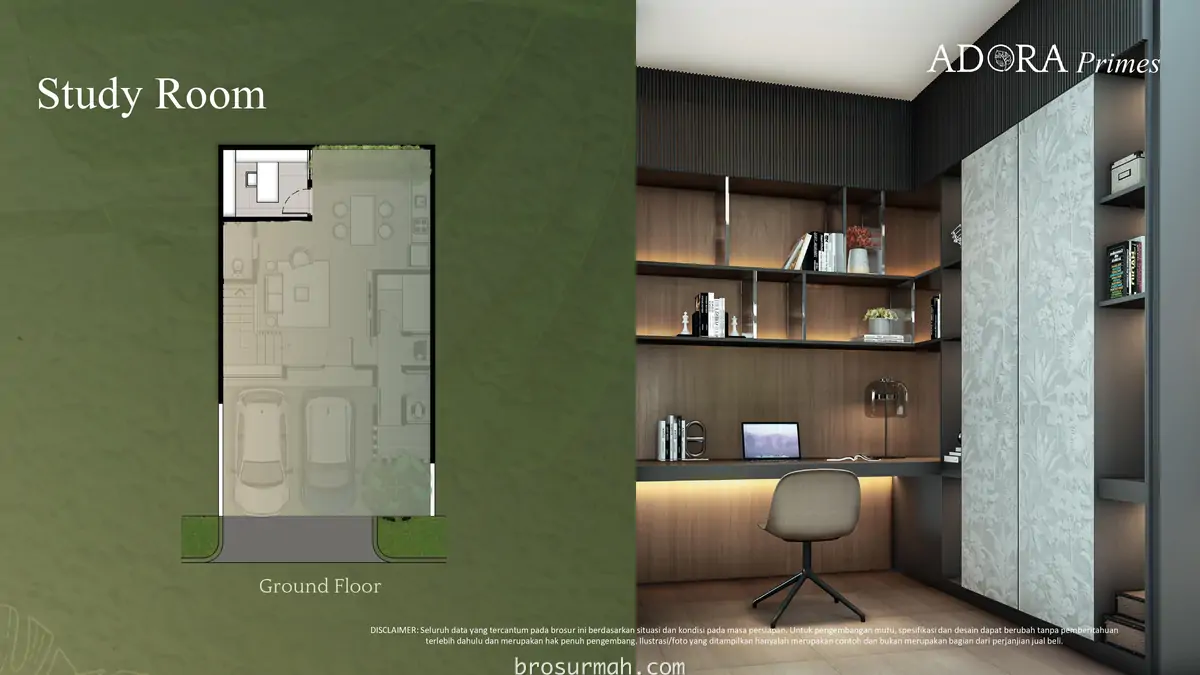 Study Room
ADORA Primes
Ground Floor
DISCLAIMER: Seluruh data yang tercantum pada brosur ini berdasarkan situasi dan kondisi pada masa persiapan. Untuk pengembangan mutu, spesifikasi dan desain dapat berubah tanpa pemberitahuan
terlebih dahulu dan merupakan hak penuh pengembang. Ilustrasi/foto yang ditampilkan hanyalah merupakan contoh dan bukan merupakan bagian dari perjanjian jual beli.
brosurmah.com